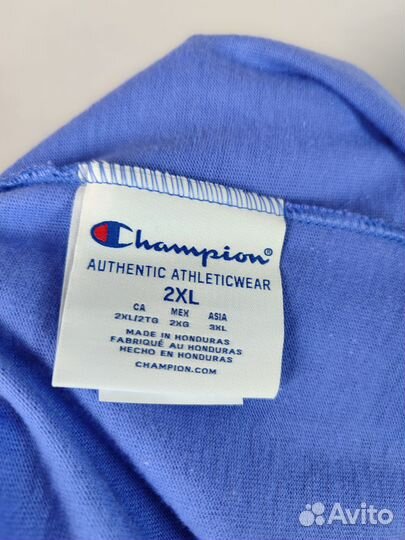 Champion®
AUTHENTIC ATHLETICWEAR
2XL
CA MEX ASIA
2XL/2TG 2XG 3XL
MADE IN HONDURAS
FABRIQUÉ AU HONDURAS
HECHO EN HONDURAS
CHAMPION.COM
Avito